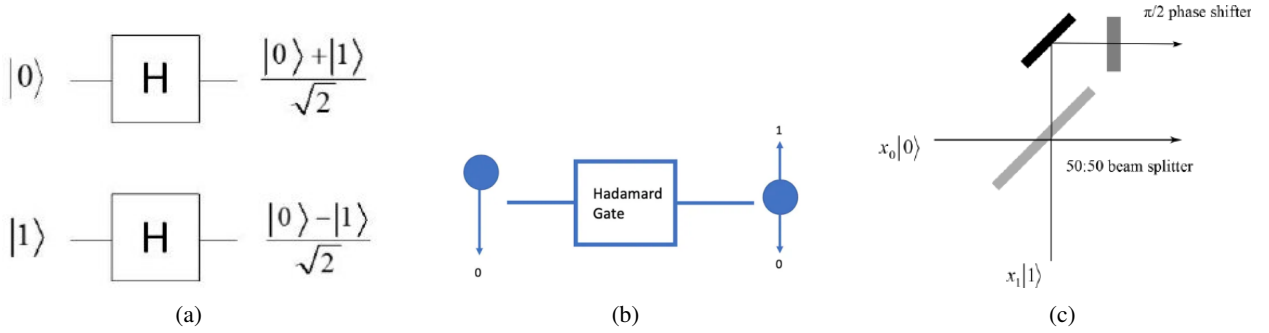 |0⟩ H |0⟩+|1⟩
√2
|1⟩ H |0⟩−|1⟩
√2
(a)
1
Hadamard
Gate
0
0
(b)
π/2 phase shifter
x₀|0⟩
50:50 beam splitter
x₁|1⟩
(c)